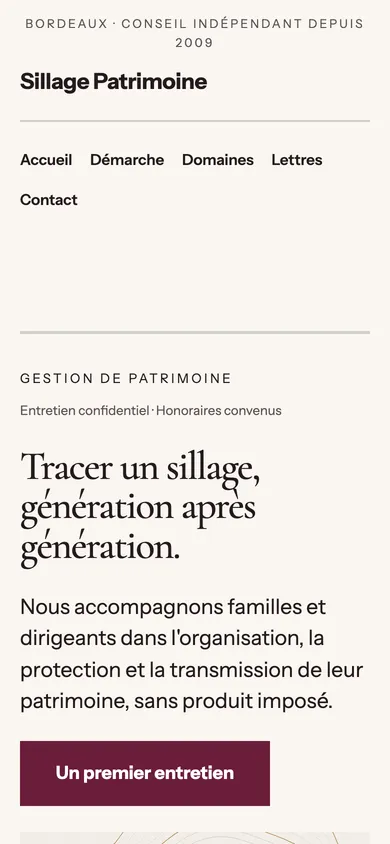 BORDEAUX · CONSEIL INDÉPENDANT DEPUIS
2009
Sillage Patrimoine
Accueil Démarche Domaines Lettres
Contact
GESTION DE PATRIMOINE
Entretien confidentiel · Honoraires convenus
Tracer un sillage,
génération après
génération.
Nous accompagnons familles et
dirigeants dans l'organisation, la
protection et la transmission de leur
patrimoine, sans produit imposé.
Un premier entretien